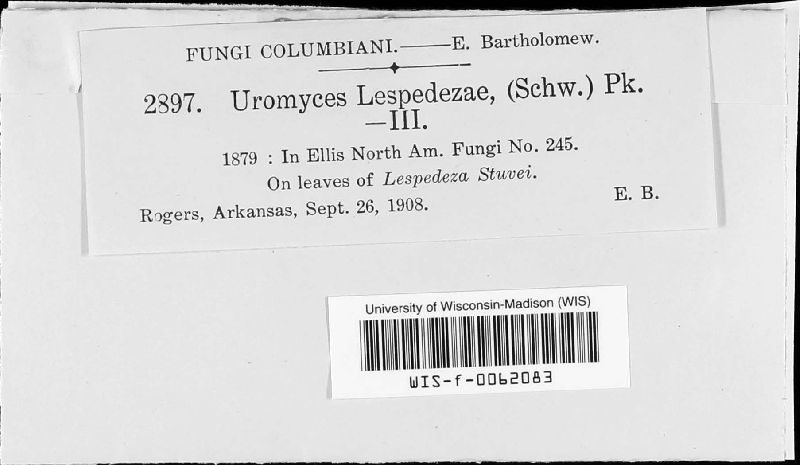 FUNGI COLUMBIANI.——E. Bartholomew.
2897. Uromyces Lespedezae, (Schw.) Pk.
—III.
1879 : In Ellis North Am. Fungi No. 245.
On leaves of Lespedeza Stuvei.
Rogers, Arkansas, Sept. 26, 1908.
E. B.
University of Wisconsin-Madison (WIS)
WIS-f-0062083